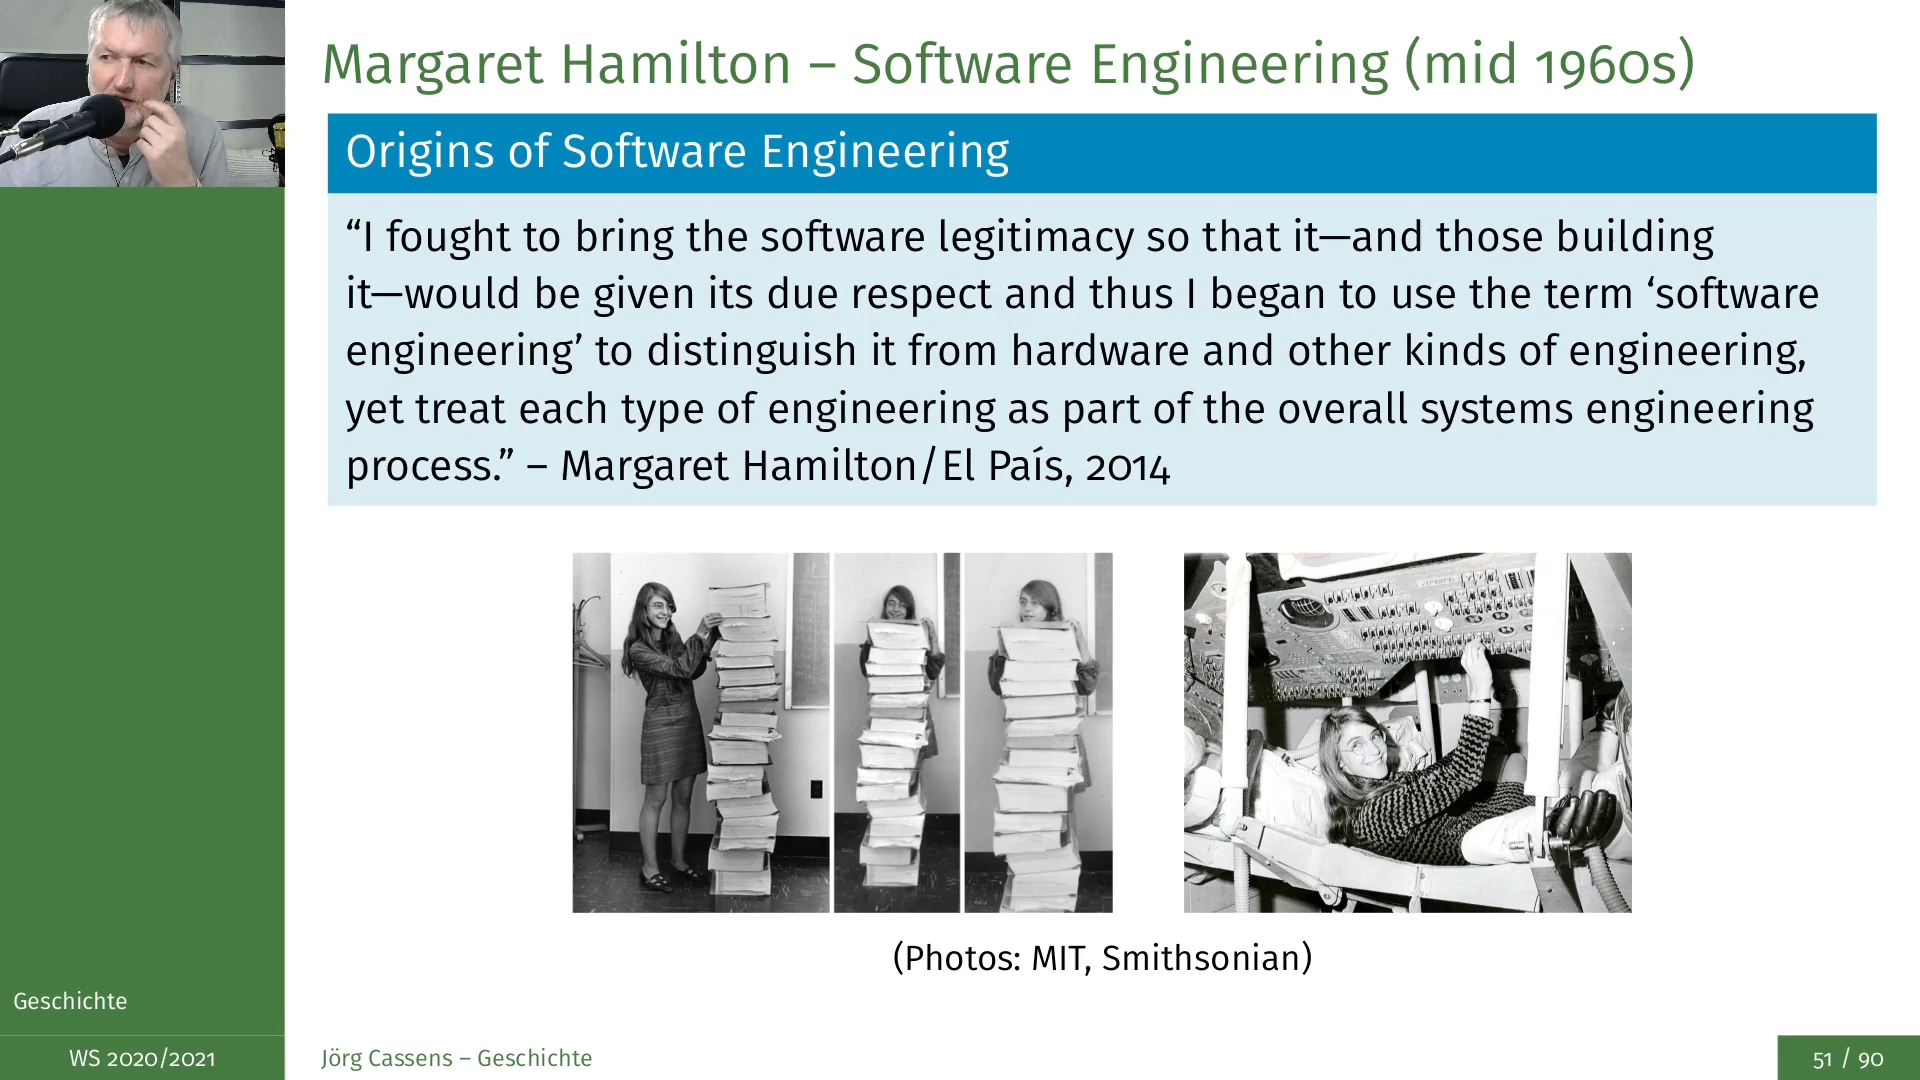 Margaret Hamilton – Software Engineering (mid 1960s)
Origins of Software Engineering
“I fought to bring the software legitimacy so that it—and those building
it—would be given its due respect and thus I began to use the term ‘software
engineering’ to distinguish it from hardware and other kinds of engineering,
yet treat each type of engineering as part of the overall systems engineering
process.” – Margaret Hamilton/El País, 2014
(Photos: MIT, Smithsonian)
Geschichte
WS 2020/2021
Jörg Cassens – Geschichte
51 / 90